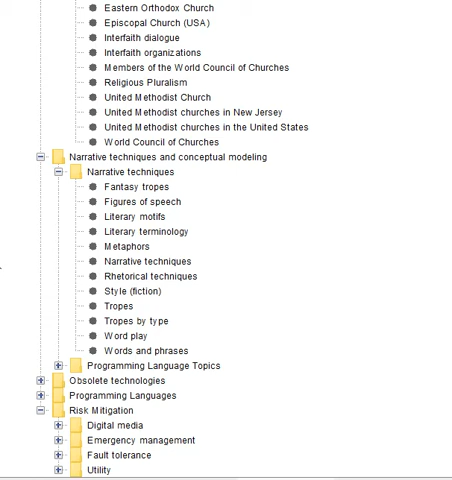 Eastern Orthodox Church
Episcopal Church (USA)
Interfaith dialogue
Interfaith organizations
Members of the World Council of Churches
Religious Pluralism
United Methodist Church
United Methodist churches in New Jersey
United Methodist churches in the United States
World Council of Churches
Narrative techniques and conceptual modeling
Narrative techniques
Fantasy tropes
Figures of speech
Literary motifs
Literary terminology
Metaphors
Narrative techniques
Rhetorical techniques
Style (fiction)
Tropes
Tropes by type
Word play
Words and phrases
Programming Language Topics
Obsolete technologies
Programming Languages
Risk Mitigation
Digital media
Emergency management
Fault tolerance
Utility